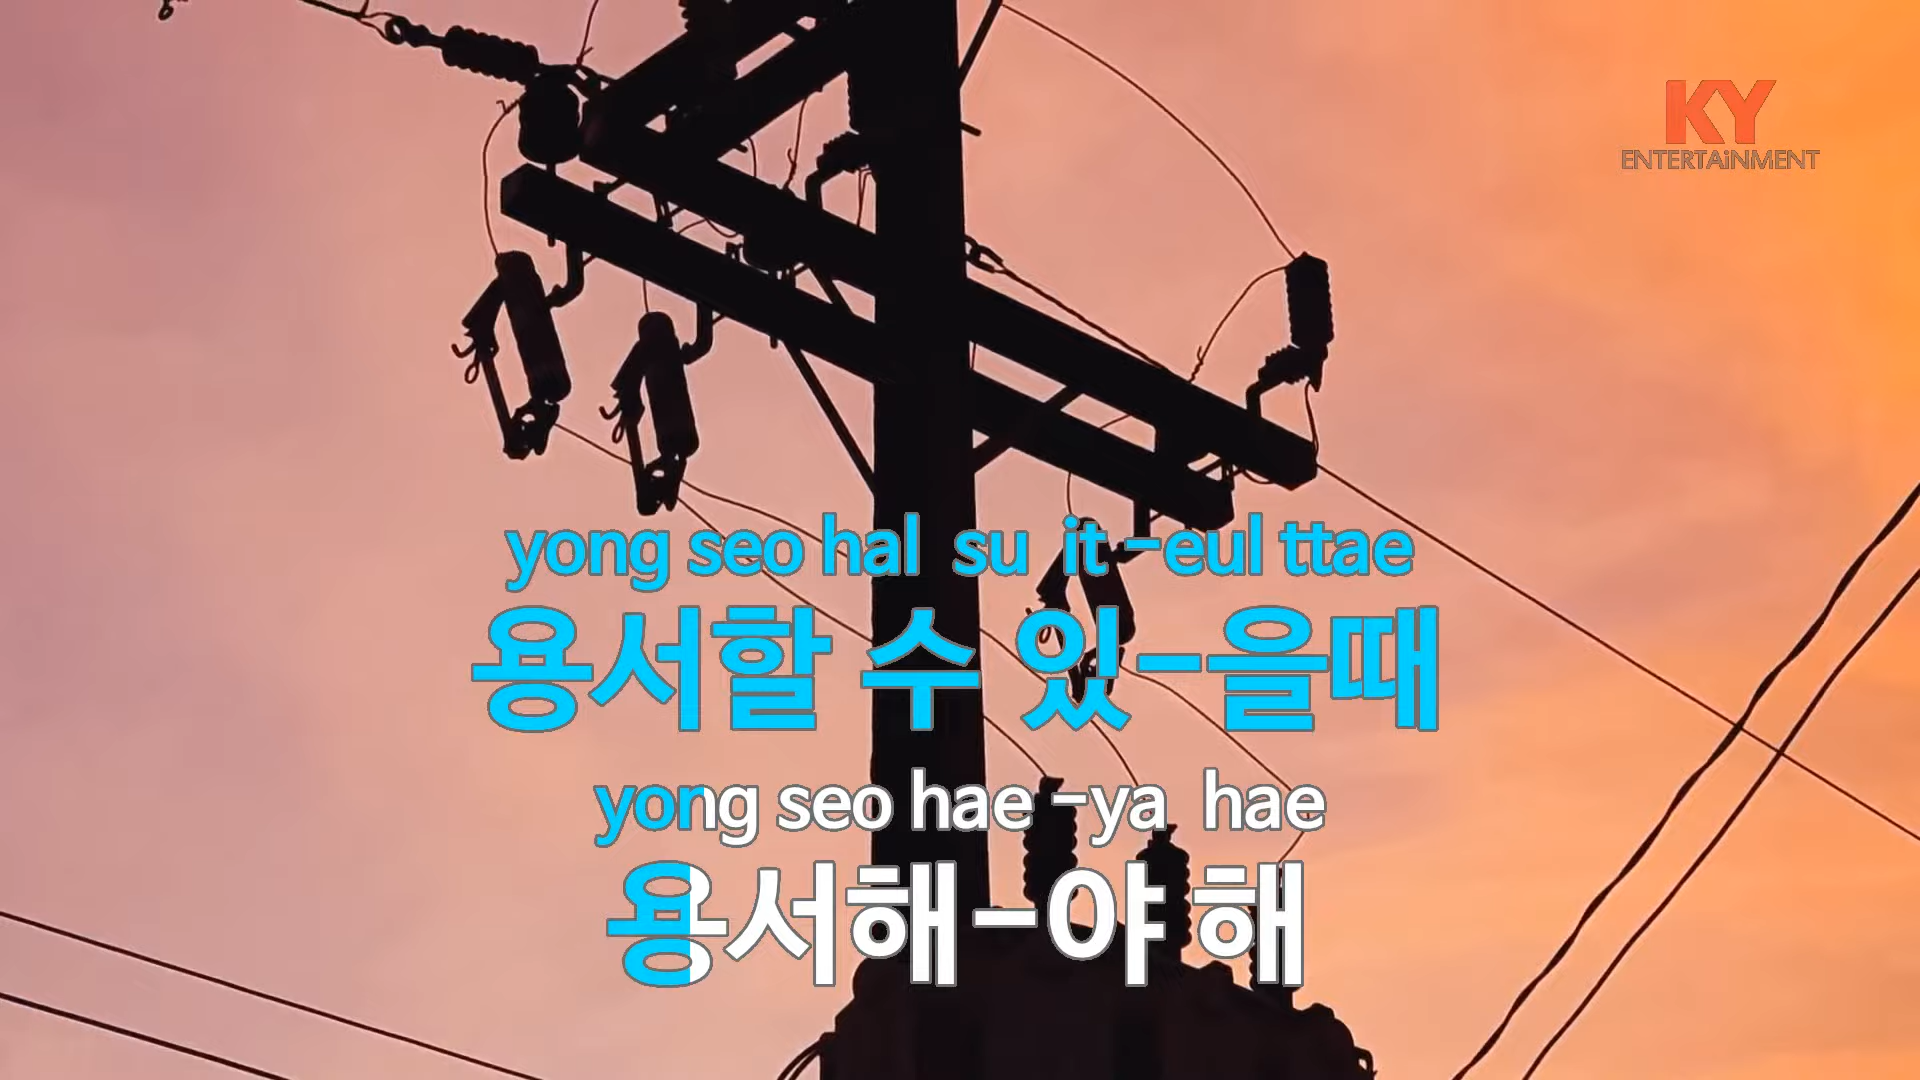 KY
ENTERTAiNMENT
yong seo hal su it -eul ttae
용서할 수 있-을때
yong seo hae -ya hae
용서해-야 해